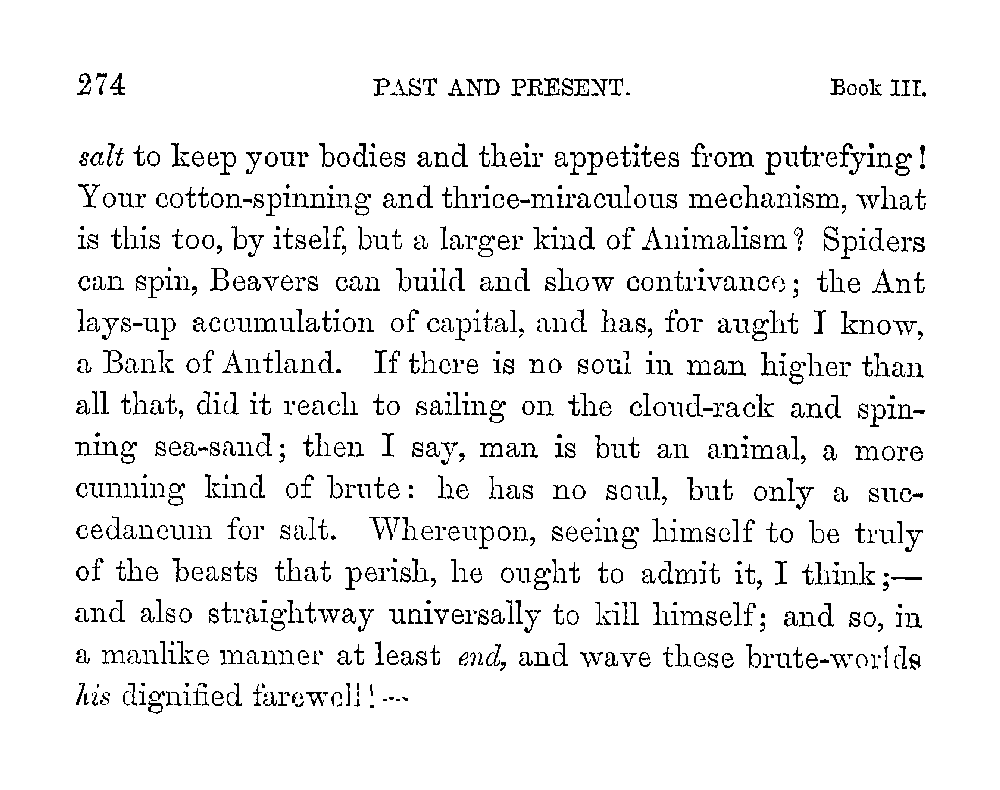 274 PAST AND PRESENT. Book III.
salt to keep your bodies and their appetites from putrefying!
Your cotton-spinning and thrice-miraculous mechanism, what
is this too, by itself, but a larger kind of Animalism? Spiders
can spin, Beavers can build and show contrivance; the Ant
lays-up accumulation of capital, and has, for aught I know,
a Bank of Antland. If there is no soul in man higher than
all that, did it reach to sailing on the cloud-rack and spin-
ning sea-sand; then I say, man is but an animal, a more
cunning kind of brute: he has no soul, but only a suc-
cedaneum for salt. Whereupon, seeing himself to be truly
of the beasts that perish, he ought to admit it, I think;—
and also straightway universally to kill himself; and so, in
a manlike manner at least end, and wave these brute-worlds
his dignified farewell!—